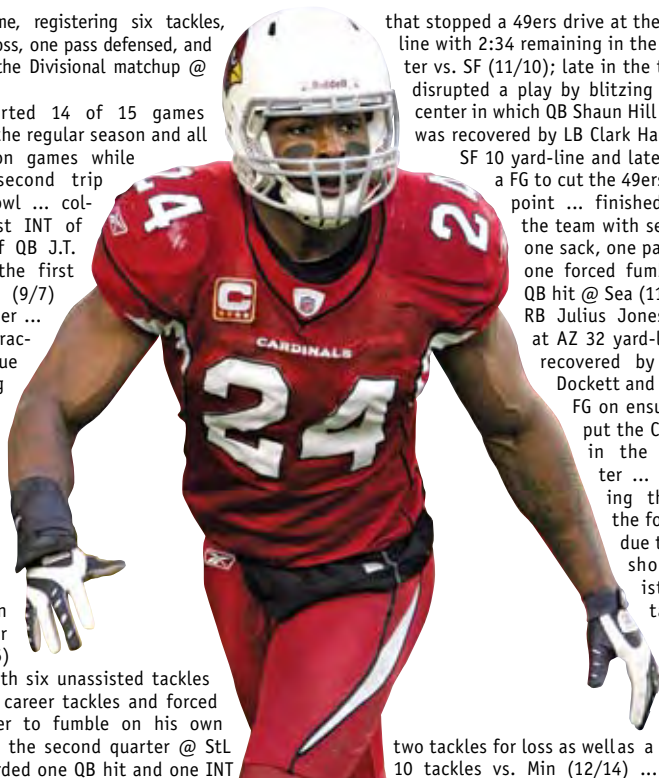 me, registering six tackles,
oss, one pass defensed, and
the Divisional matchup @
rted 14 of 15 games
the regular season and all
on games while
second trip
owl ... col-
st INT of
f QB J.T.
the first
(9/7)
er ...
rac-
ue
g
n
r
)
th six unassisted tackles
career tackles and forced
er to fumble on his own
the second quarter @ StL
rded one QB hit and one INT
Riddell
24
24
C
CARDINALS
24
that stopped a 49ers drive at the
line with 2:34 remaining in the
ter vs. SF (11/10); late in the f
disrupted a play by blitzing
center in which QB Shaun Hill
was recovered by LB Clark Ha
SF 10 yard-line and late
a FG to cut the 49ers
point ... finished
the team with se
one sack, one pa
one forced fum
QB hit @ Sea (11
RB Julius Jones
at AZ 32 yard-l
recovered by
Dockett and
FG on ensu
put the C
in the
ter ...
ing th
the fo
due t
sho
ist
ta
two tackles for loss as well as a
10 tackles vs. Min (12/14) ...